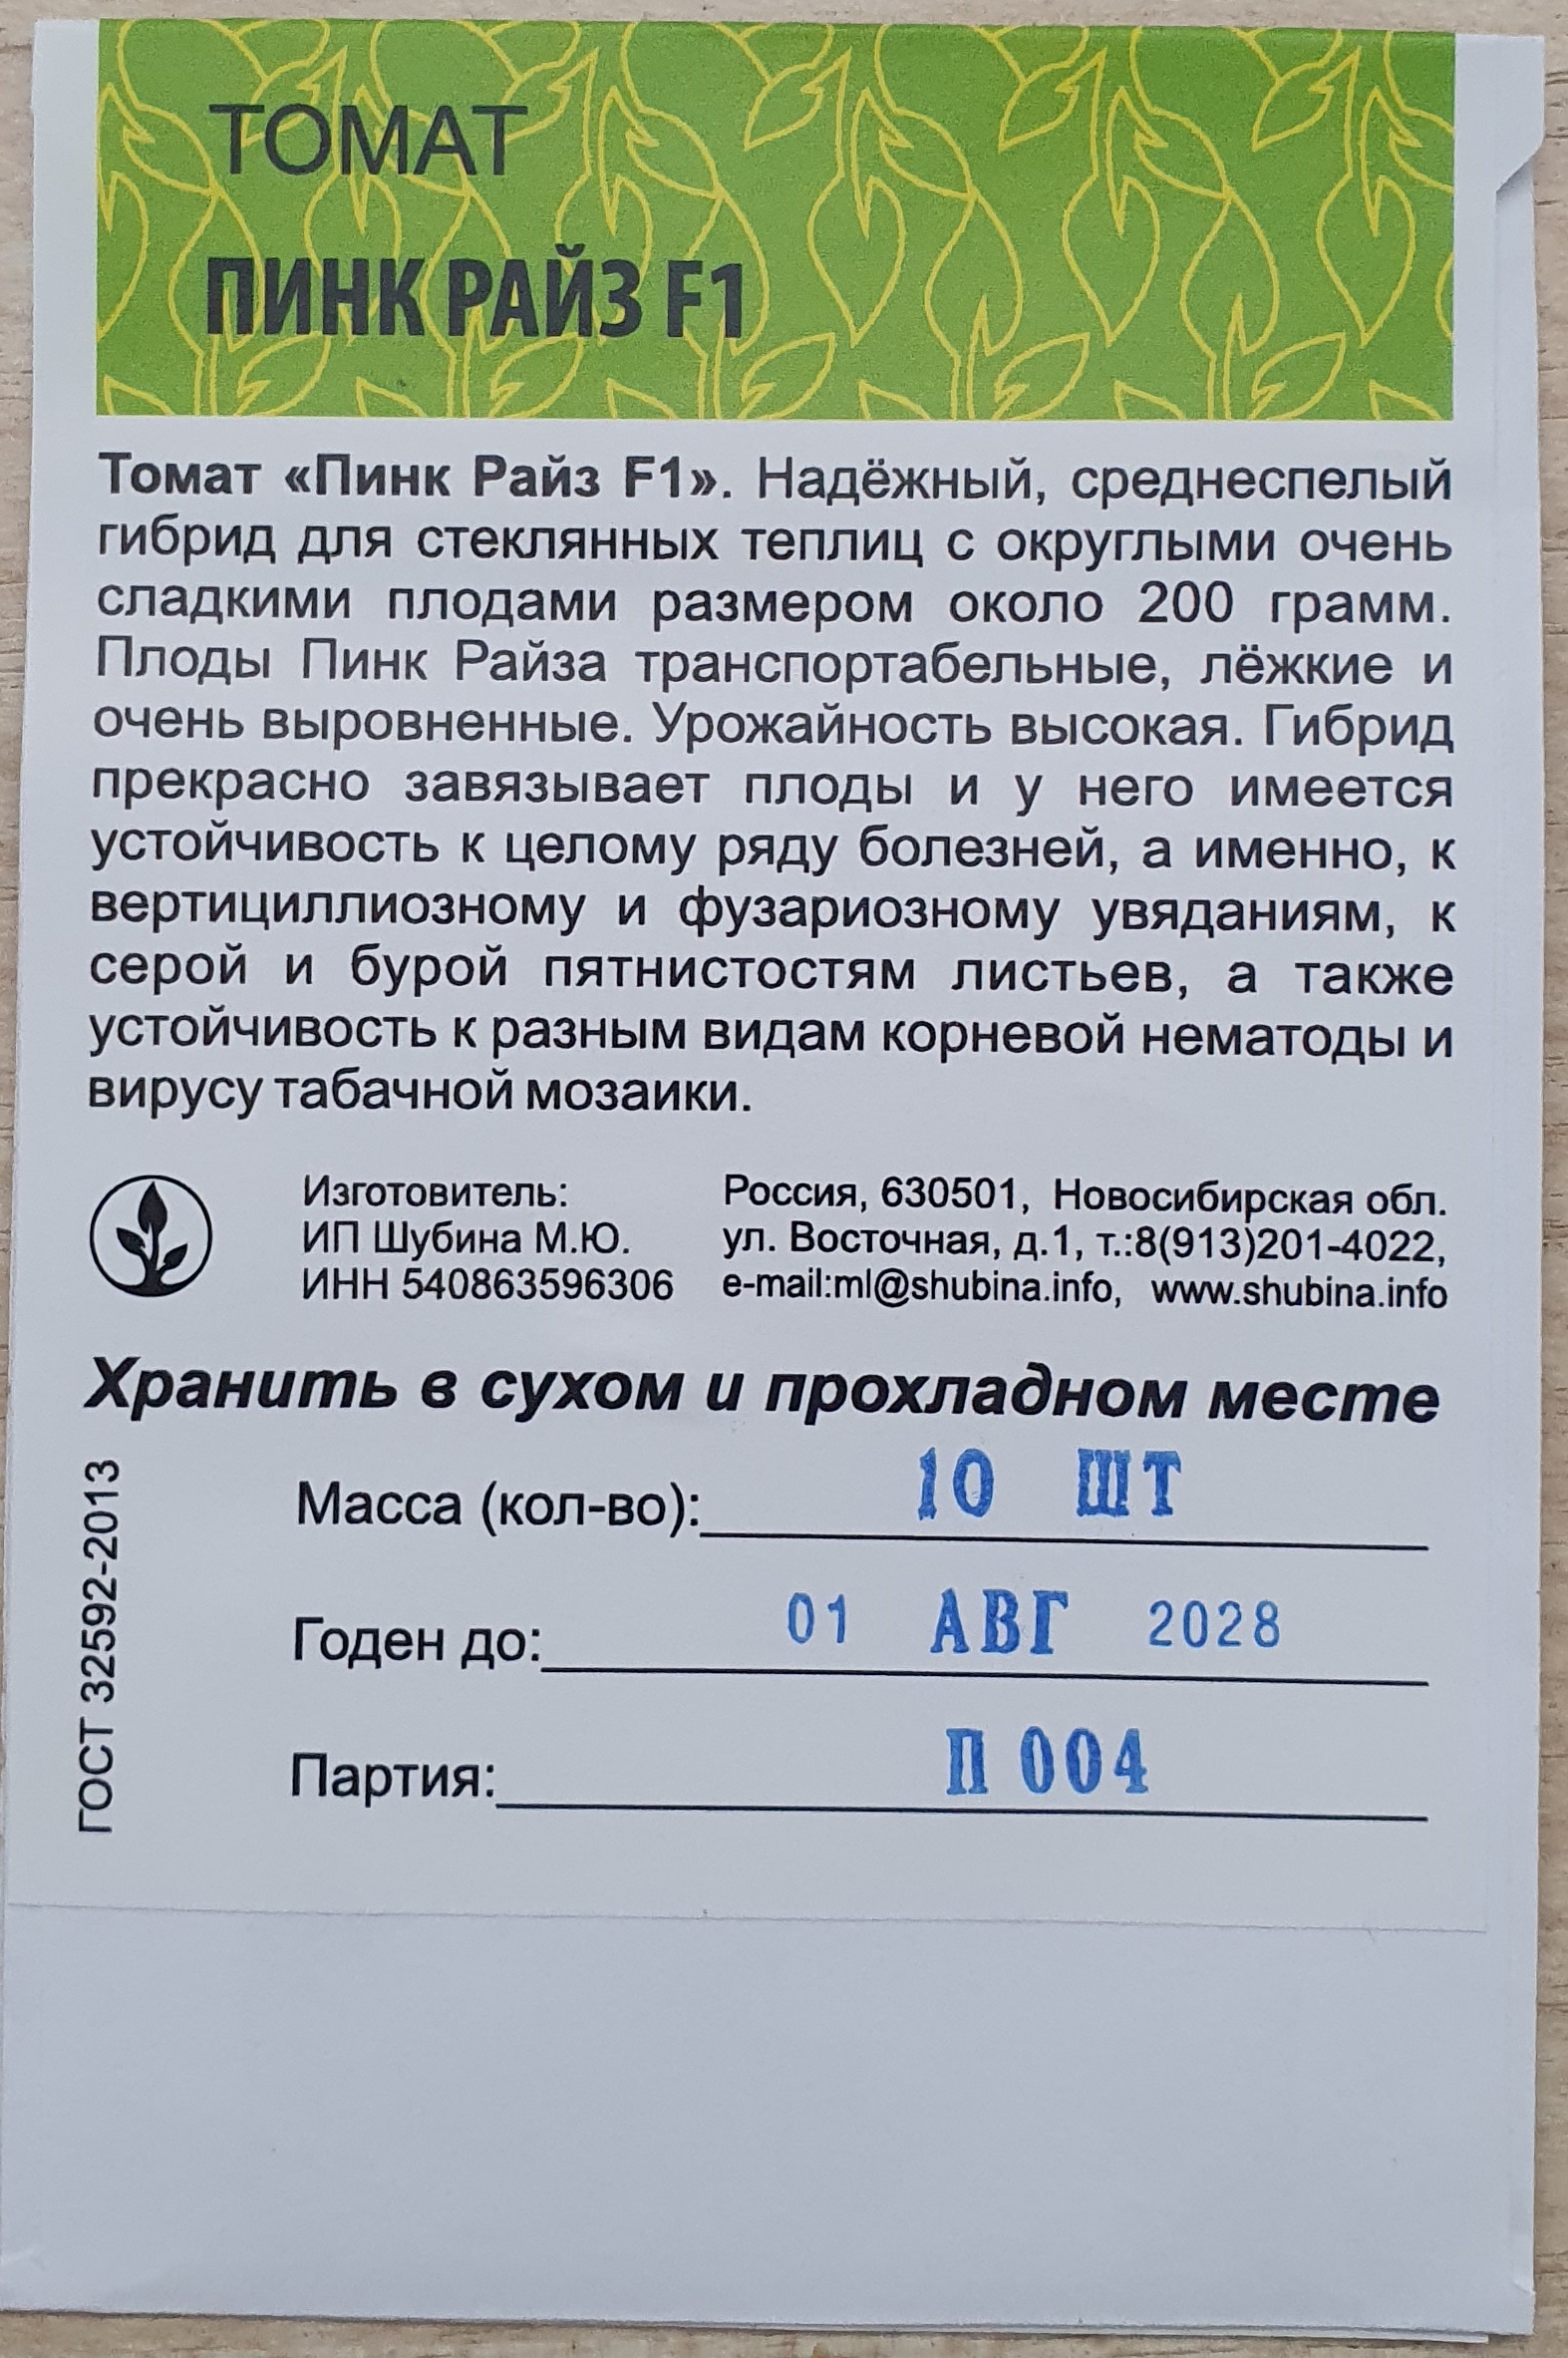 ТОМАТ
ПИНК РАЙЗ F1
Томат «Пинк Райз F1». Надёжный, среднеспелый
гибрид для стеклянных теплиц с округлыми очень
сладкими плодами размером около 200 грамм.
Плоды Пинк Райза транспортабельные, лёжкие и
очень выровненные. Урожайность высокая. Гибрид
прекрасно завязывает плоды и у него имеется
устойчивость к целому ряду болезней, а именно, к
вертициллиозному и фузариозному увяданиям, к
серой и бурой пятнистостям листьев, а также
устойчивость к разным видам корневой нематоды и
вирусу табачной мозаики.
Изготовитель:
ИП Шубина М.Ю.
ИНН 540863596306
Россия, 630501, Новосибирская обл.
ул. Восточная, д.1, т.:8(913)201-4022,
e-mail:ml@shubina.info, www.shubina.info
Хранить в сухом и прохладном месте
ГОСТ 32592-2013
Масса (кол-во): 10 ШТ
Годен до: 01 АВГ 2028
Партия: П 004